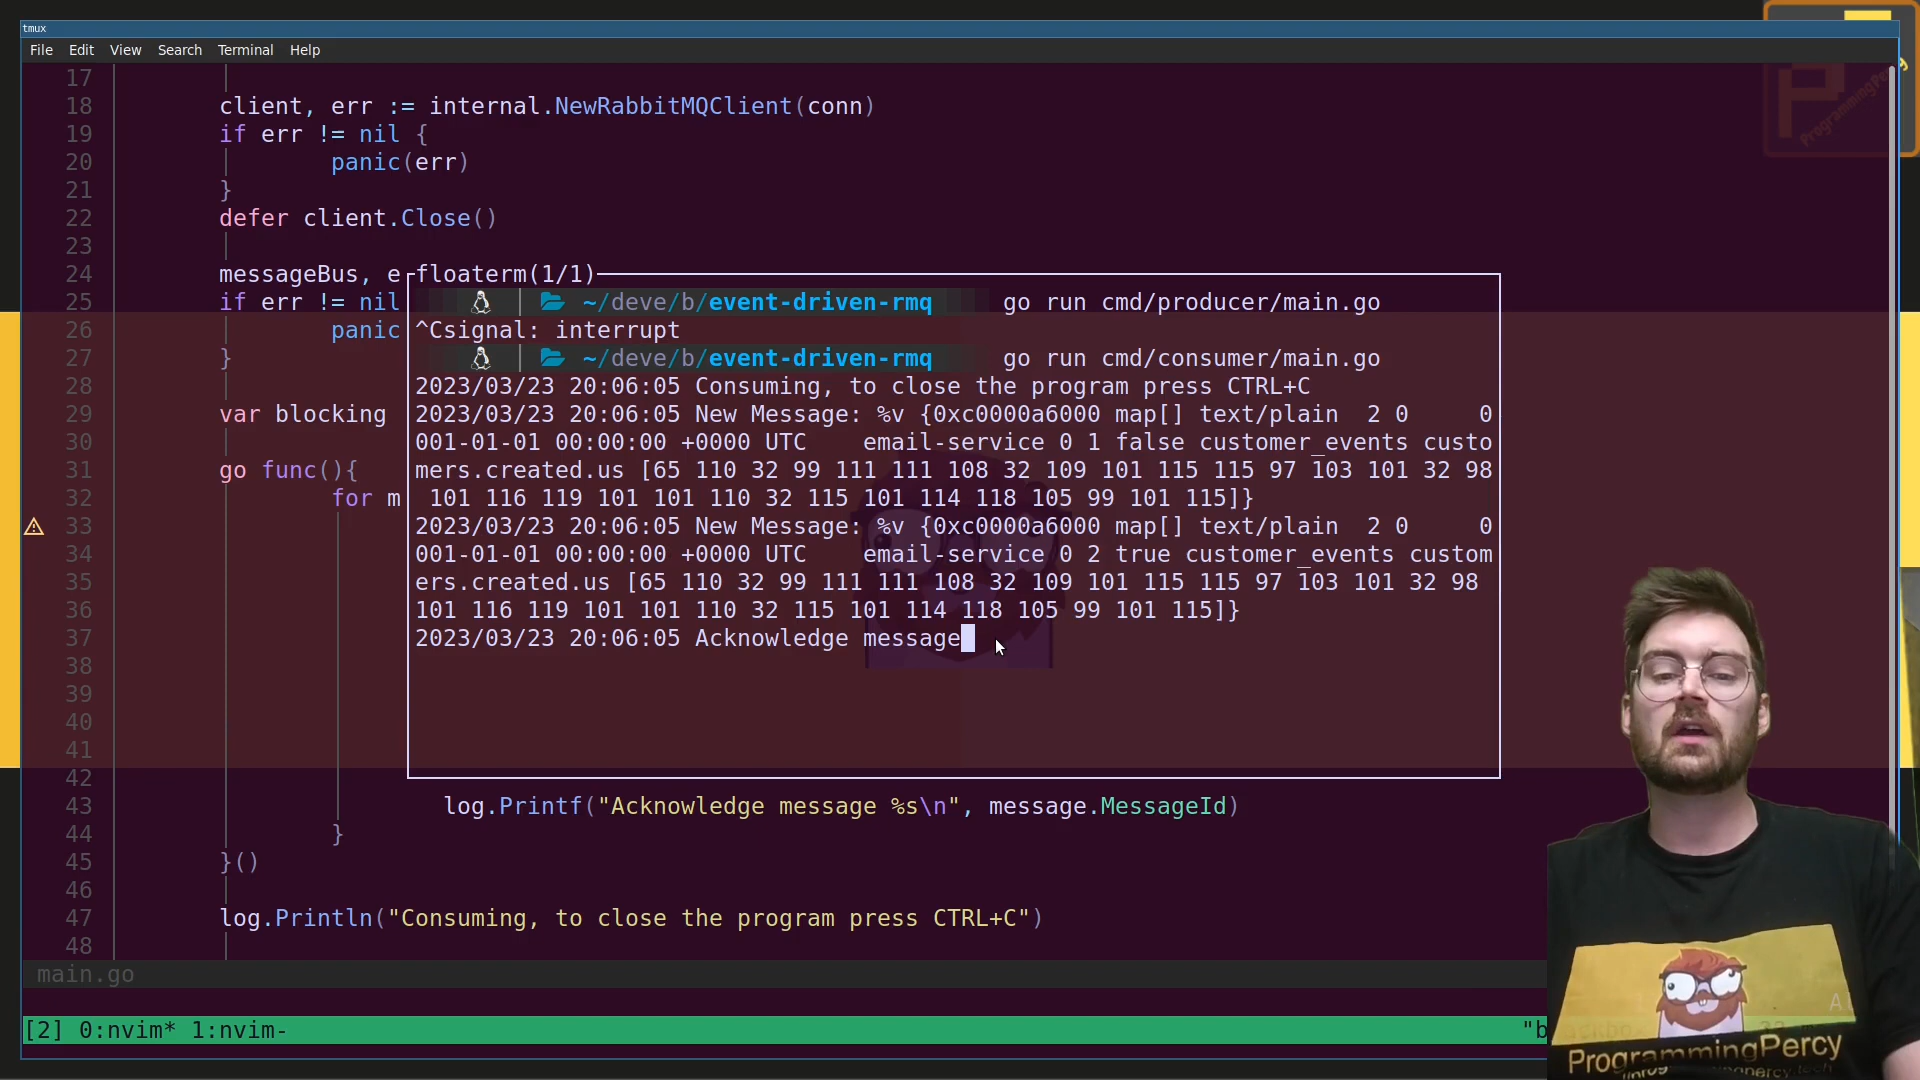 tmux
File Edit View Search Terminal Help
17
18 client, err := internal.NewRabbitMQClient(conn)
19 if err != nil {
20 panic(err)
21 }
22 defer client.Close()
23
24 messageBus, e floaterm(1/1)
25 if err != nil ~/deve/b/event-driven-rmq go run cmd/producer/main.go
26 panic ^Csignal: interrupt
27 } ~/deve/b/event-driven-rmq go run cmd/consumer/main.go
28 2023/03/23 20:06:05 Consuming, to close the program press CTRL+C
29 var blocking 2023/03/23 20:06:05 New Message: %v {0xc0000a6000 map[] text/plain 2 0 0
30 001-01-01 00:00:00 +0000 UTC email-service 0 1 false customer_events custo
31 go func(){ mers.created.us [65 110 32 99 111 111 108 32 109 101 115 115 97 103 101 32 98
32 for m 101 116 119 101 101 110 32 115 101 114 118 105 99 101 115]}
33 2023/03/23 20:06:05 New Message: %v {0xc0000a6000 map[] text/plain 2 0 0
34 001-01-01 00:00:00 +0000 UTC email-service 0 2 true customer_events custom
35 ers.created.us [65 110 32 99 111 111 108 32 109 101 115 115 97 103 101 32 98
36 101 116 119 101 101 110 32 115 101 114 118 105 99 101 115]}
37 2023/03/23 20:06:05 Acknowledge message
38
39
40
41
42
43 log.Printf("Acknowledge message %s\n", message.MessageId)
44 }
45 }()
46
47 log.Println("Consuming, to close the program press CTRL+C")
48
main.go
[2] 0:nvim* 1:nvim-
ProgrammingPercy
ProgrammingPercy